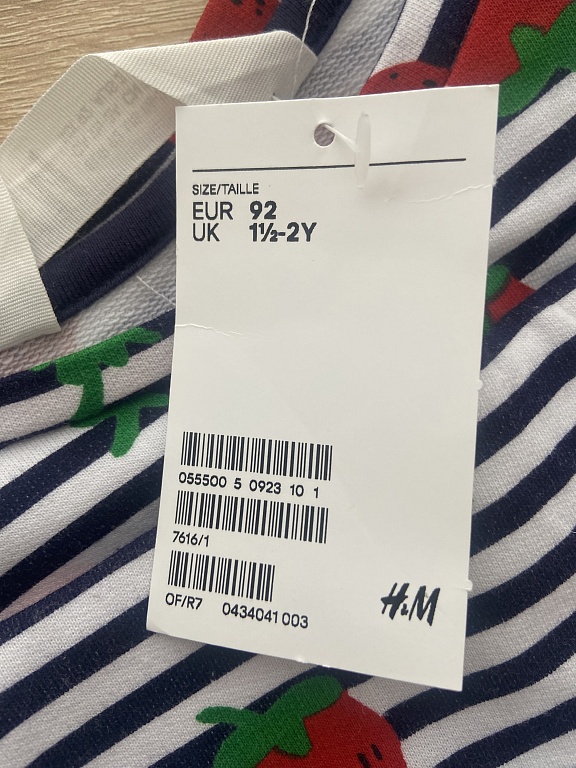 SIZE/TAILLE
EUR 92
UK 1½-2Y
055500 5 0923 10 1
7616/1
OF/R7 0434041 003
H&M